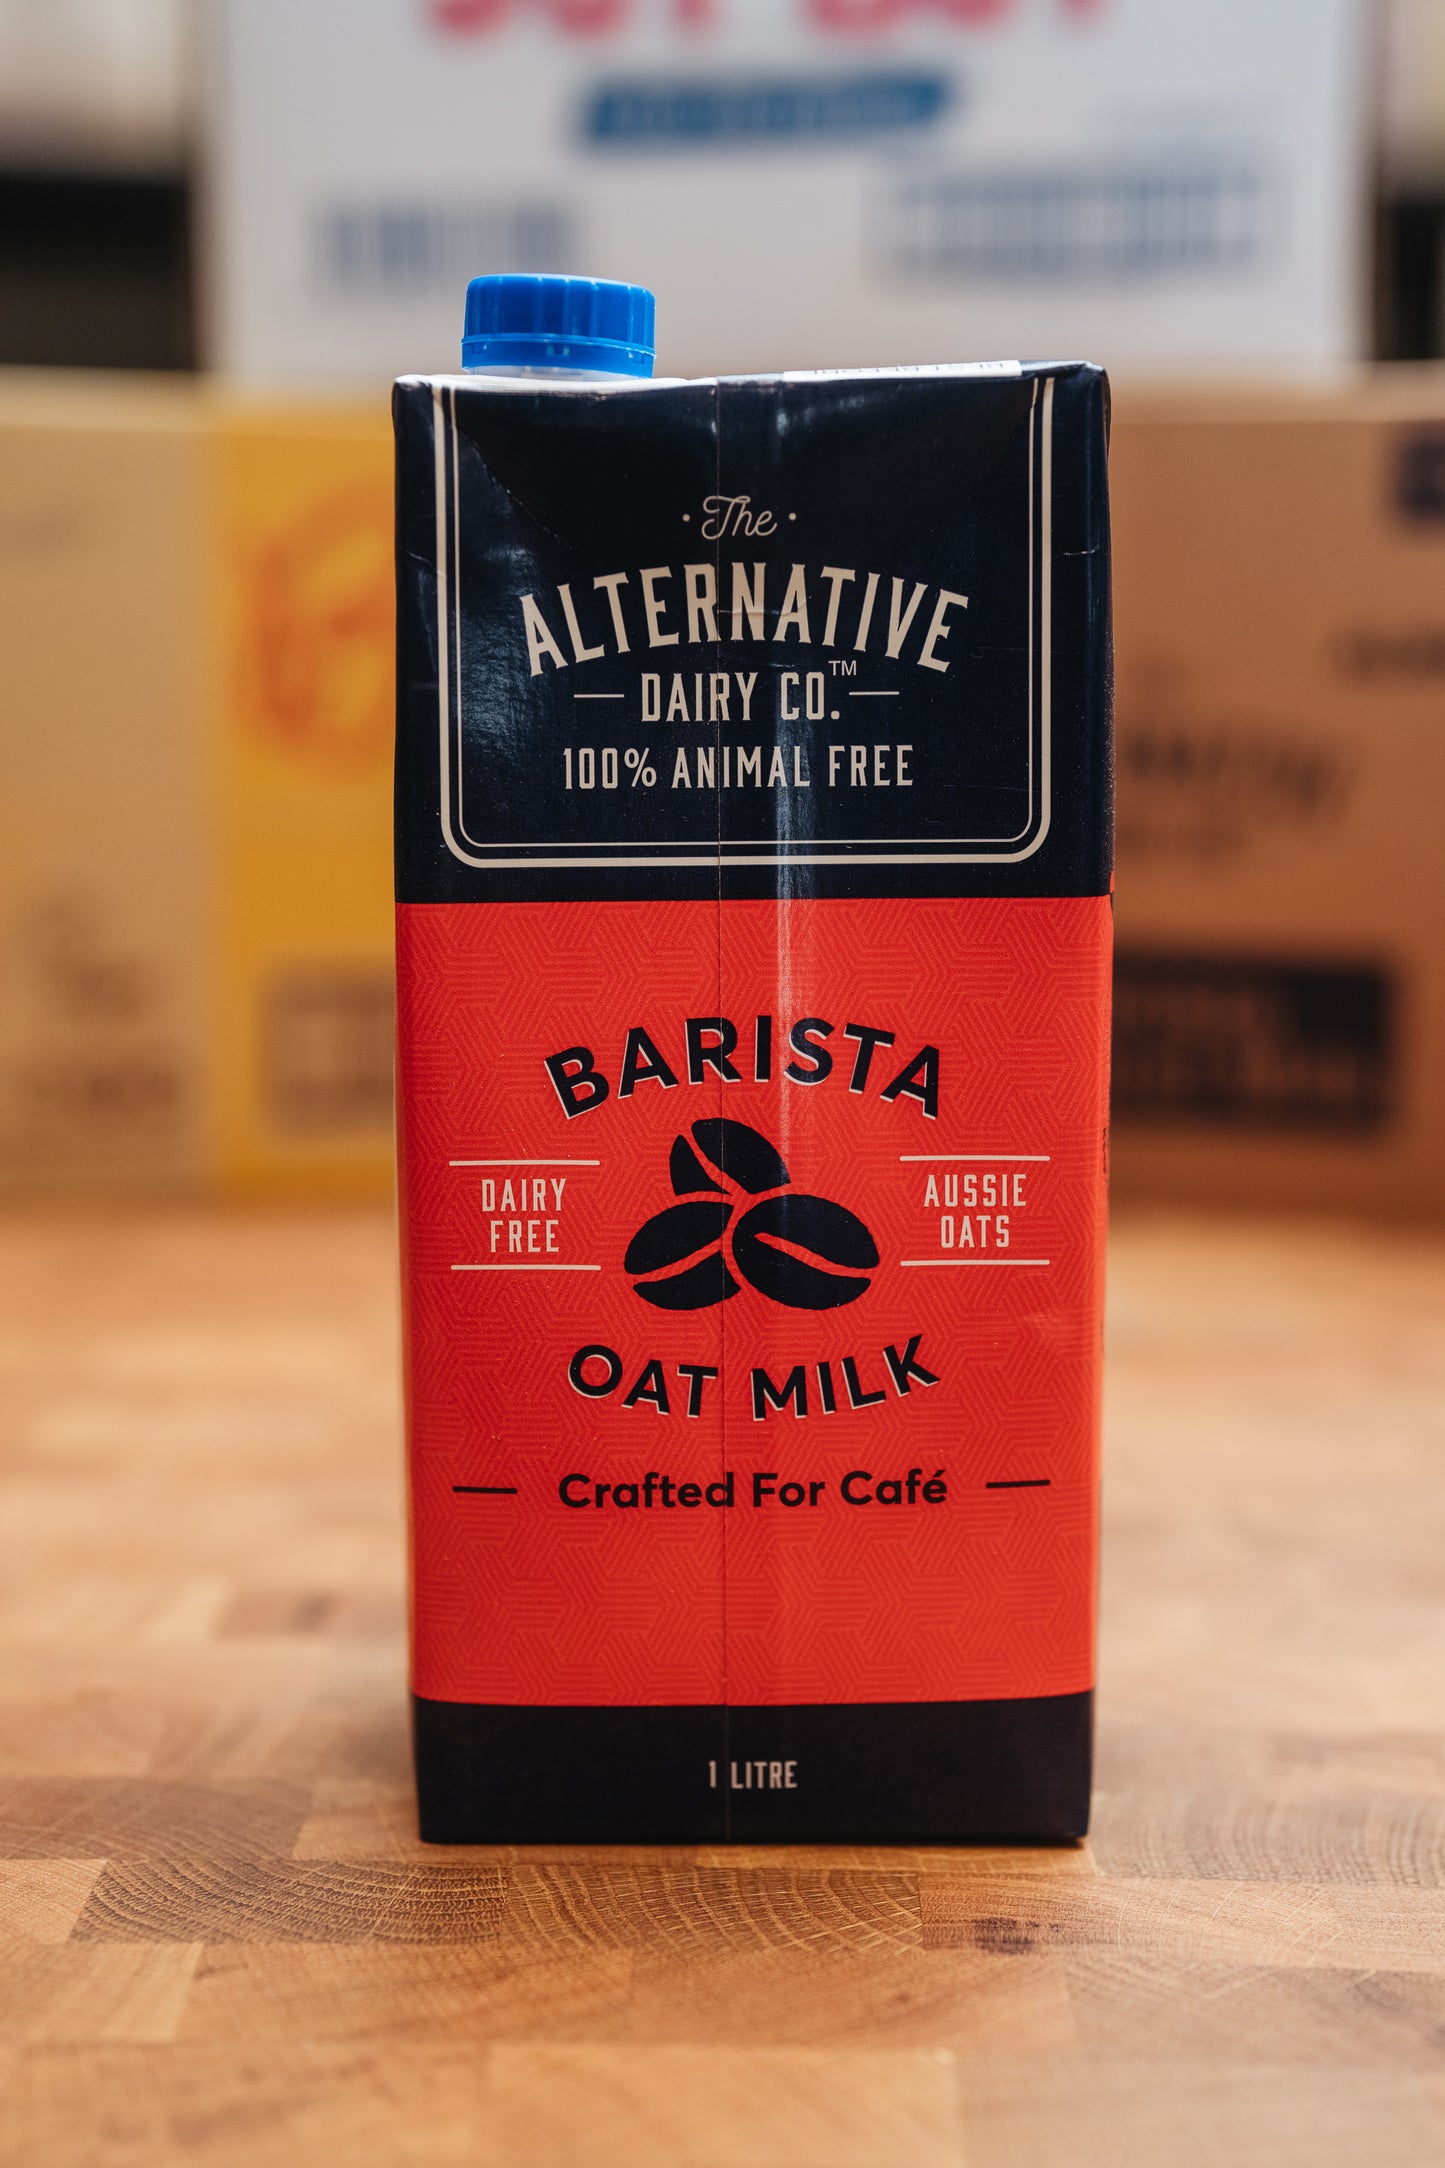 The
ALTERNATIVE
DAIRY CO.™
100% ANIMAL FREE
BARISTA
DAIRY
FREE
AUSSIE
OATS
OAT MILK
Crafted For Café
1 LITRE